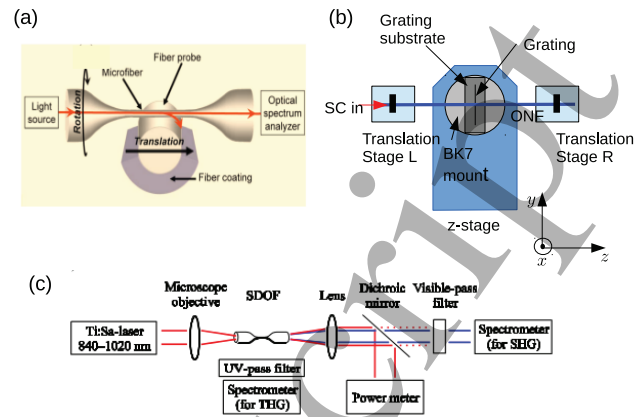 (a)
Fiber probe
Microfiber
Light
source
Rotation
Optical
spectrum
analyzer
Translation
Fiber coating
(b)
Grating
substrate
Grating
SC in
ONE
Translation
Stage L
BK7
mount
Translation
Stage R
z-stage
y
x
z
(c)
Microscope
objective
SDOF
Lens
Dichroic
mirror
Visible-pass
filter
Ti:Sa-laser
840–1020 nm
Spectrometer
(for SHG)
UV-pass filter
Spectrometer
(for THG)
Power meter
cript